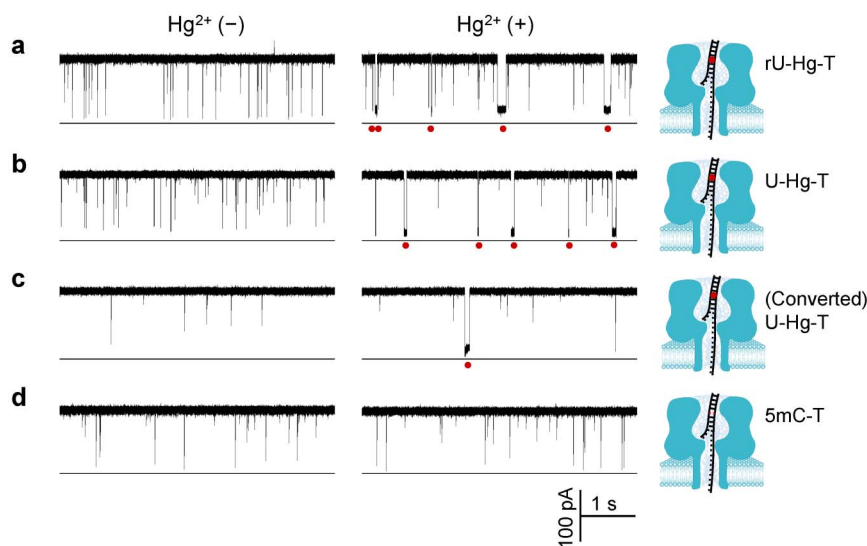 Hg²⁺ (−) Hg²⁺ (+)
a rU-Hg-T
b U-Hg-T
c (Converted)
U-Hg-T
d 5mC-T
100 pA 1 s